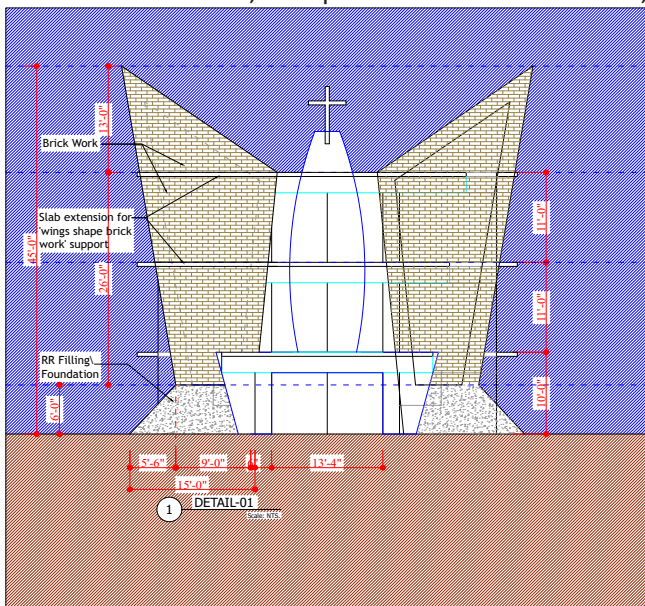 13'-0"
Brick Work
Slab extension for
'wings shape brick
work' support
45'-0"
26'-0"
11'-0"
11'-0"
RR Filling\
Foundation
6'-0"
10'-0"
5'-6"
9'-0"
13'-4"
15'-0"
1
DETAIL-01
Scale: NTS.